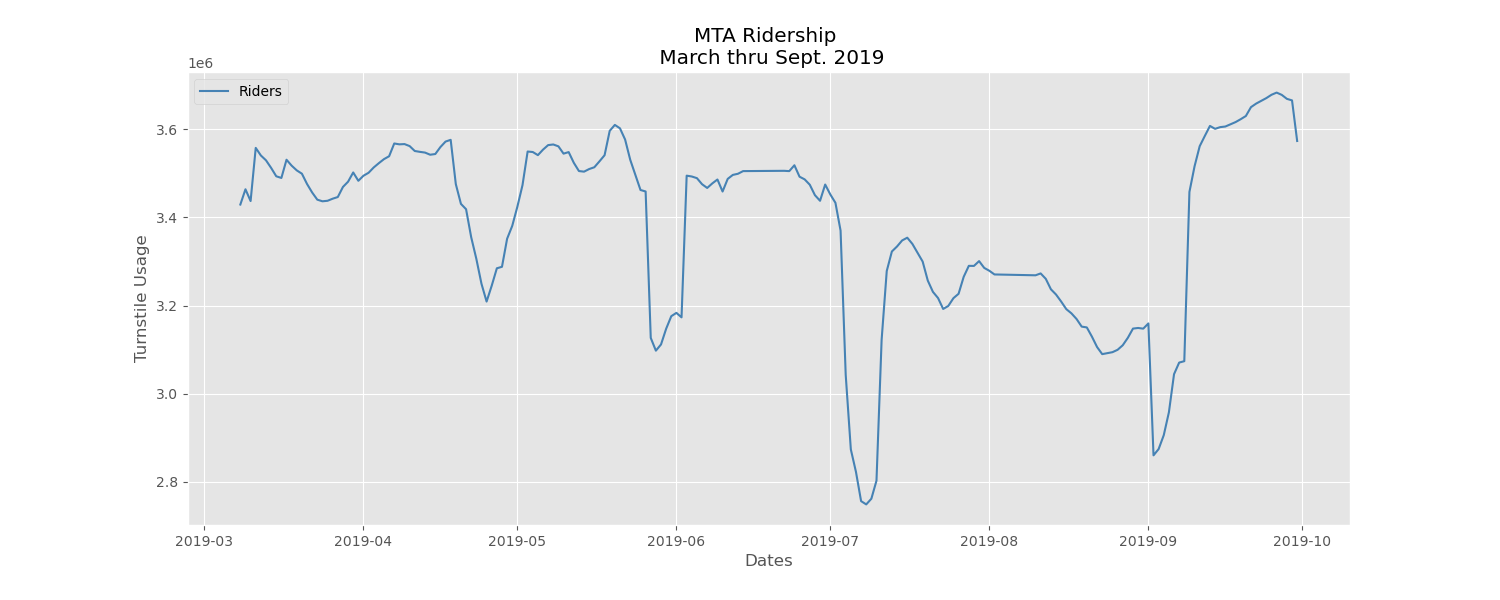 MTA Ridership
March thru Sept. 2019
1e6
Riders
3.6
3.4
3.2
3.0
2.8
Turnstile Usage
2019-03
2019-04
2019-05
2019-06
2019-07
2019-08
2019-09
2019-10
Dates